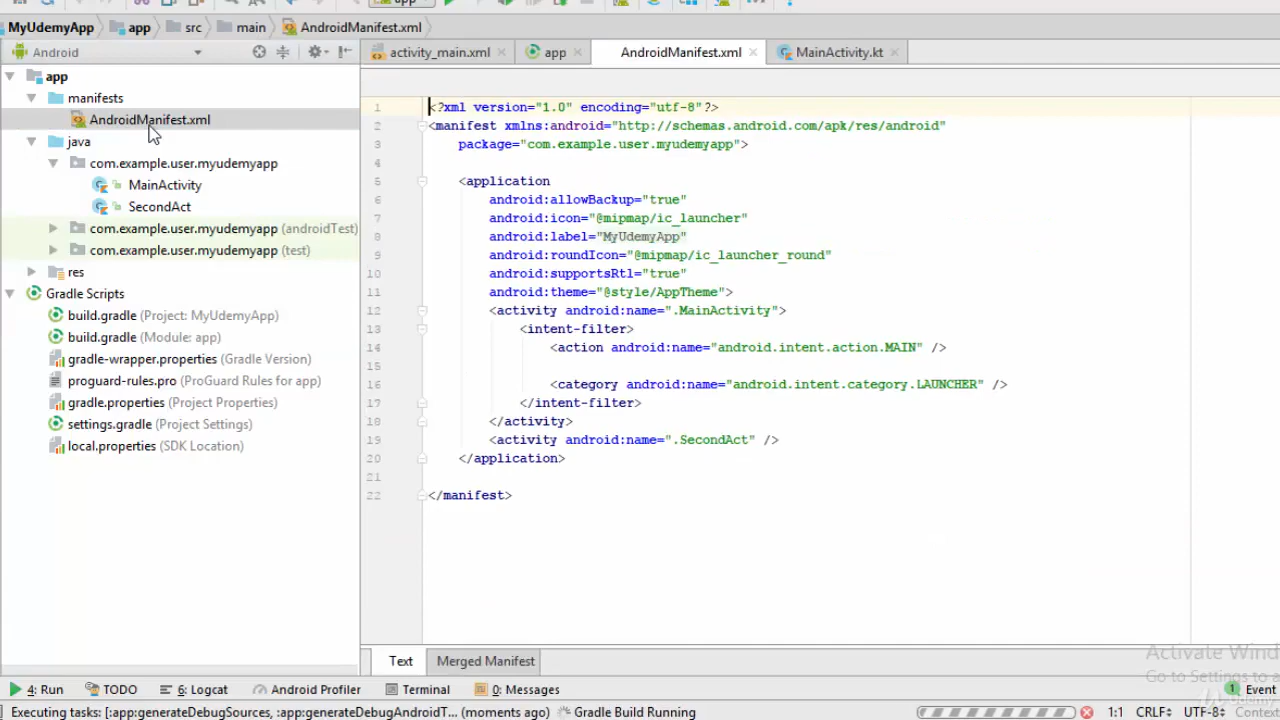 app
MyUdemyApp app src main AndroidManifest.xml
Android
activity_main.xml app AndroidManifest.xml MainActivity.kt
app
manifests
AndroidManifest.xml
java
com.example.user.myudemyapp
MainActivity
SecondAct
com.example.user.myudemyapp (androidTest)
com.example.user.myudemyapp (test)
res
Gradle Scripts
build.gradle (Project: MyUdemyApp)
build.gradle (Module: app)
gradle-wrapper.properties (Gradle Version)
proguard-rules.pro (ProGuard Rules for app)
gradle.properties (Project Properties)
settings.gradle (Project Settings)
local.properties (SDK Location)
1 <?xml version="1.0" encoding="utf-8"?>
2 <manifest xmlns:android="http://schemas.android.com/apk/res/android"
3 package="com.example.user.myudemyapp">
4
5 <application
6 android:allowBackup="true"
7 android:icon="@mipmap/ic_launcher"
8 android:label="MyUdemyApp"
9 android:roundIcon="@mipmap/ic_launcher_round"
10 android:supportsRtl="true"
11 android:theme="@style/AppTheme">
12 <activity android:name=".MainActivity">
13 <intent-filter>
14 <action android:name="android.intent.action.MAIN" />
15
16 <category android:name="android.intent.category.LAUNCHER" />
17 </intent-filter>
18 </activity>
19 <activity android:name=".SecondAct" />
20 </application>
21
22 </manifest>
Text Merged Manifest
Activate Wind
Go to Settings to a
4: Run TODO 6: Logcat Android Profiler Terminal 0: Messages 1 Event
Udemy
Executing tasks: [:app:generateDebugSources, :app:generateDebugAndroidT... (moments ago) Gradle Build Running 1:1 CRLF UTF-8 Context